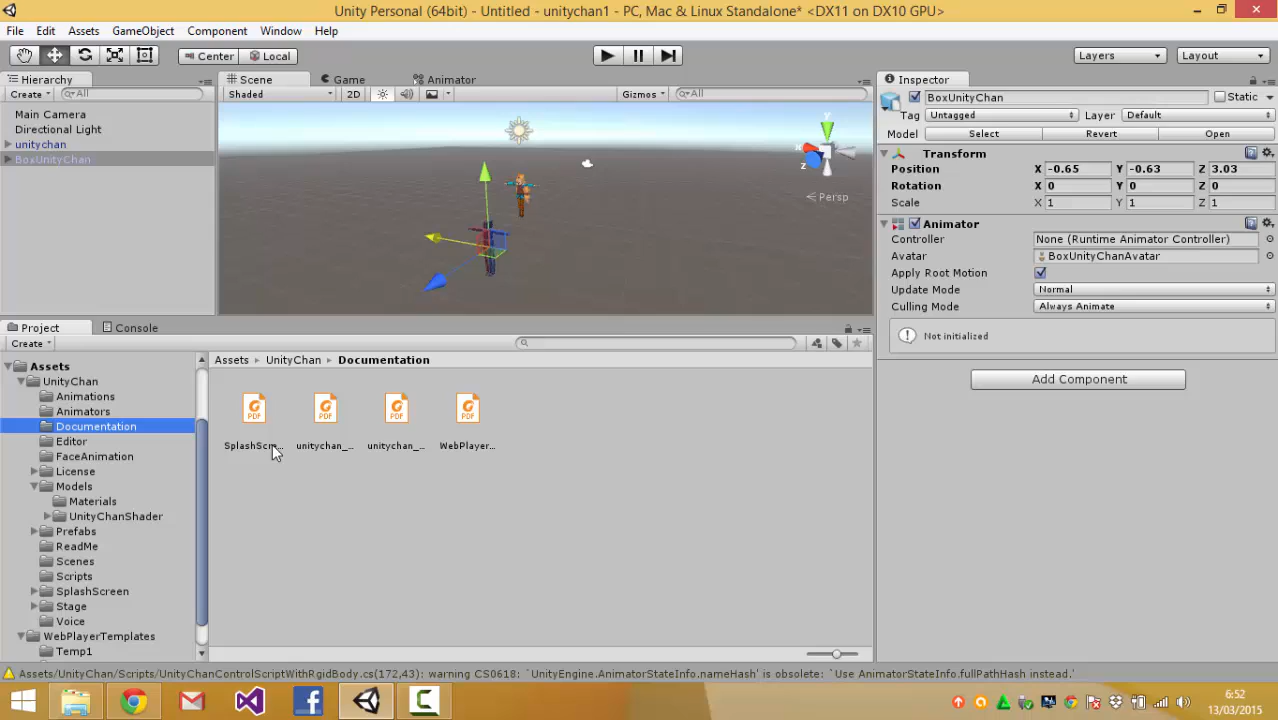 Unity Personal (64bit) - Untitled - unitychan1 - PC, Mac & Linux Standalone* <DX11 on DX10 GPU>
File Edit Assets GameObject Component Window Help
Center Local Layers Layout
Hierarchy
Create All
Main Camera
Directional Light
unitychan
BoxUnityChan
Scene Game Animator
Shaded 2D Gizmos All
y
z
Persp
Inspector
BoxUnityChan Static
Tag Untagged Layer Default
Model Select Revert Open
Transform
Position X -0.65 Y -0.63 Z 3.03
Rotation X 0 Y 0 Z 0
Scale X 1 Y 1 Z 1
Animator
Controller None (Runtime Animator Controller)
Avatar BoxUnityChanAvatar
Apply Root Motion
Update Mode Normal
Culling Mode Always Animate
Not initialized
Add Component
Project Console
Create
Assets
UnityChan
Animations
Animators
Documentation
Editor
FaceAnimation
License
Models
Materials
UnityChanShader
Prefabs
ReadMe
Scenes
Scripts
SplashScreen
Stage
Voice
WebPlayerTemplates
Temp1
Assets UnityChan Documentation
PDF PDF PDF PDF
SplashScr... unitychan_... unitychan_... WebPlayer...
Assets/UnityChan/Scripts/UnityChanControlScriptWithRgidBody.cs(172,43): warning CS0618: `UnityEngine.AnimatorStateInfo.nameHash' is obsolete: `Use AnimatorStateInfo.fullPathHash instead.'
6:52
13/03/2015